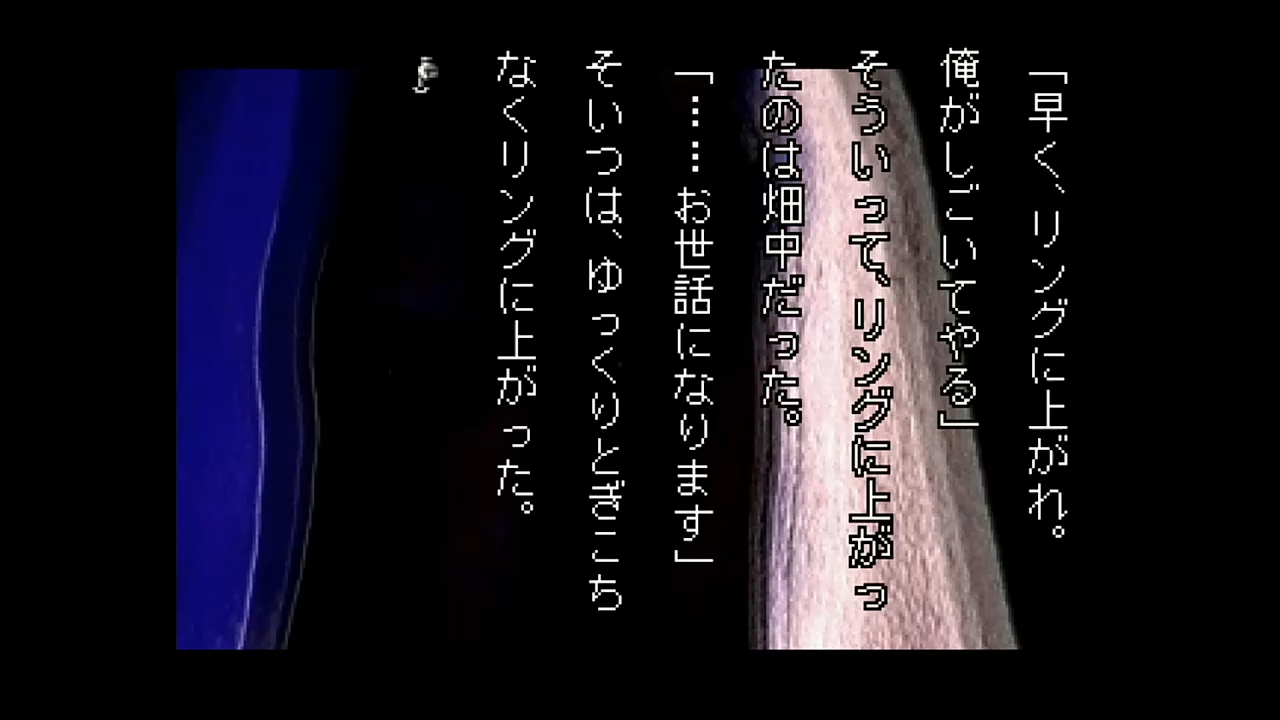 「早く、リングに上がれ。
俺がしごいてやる」
そういって、リングに上がっ
たのは畑中だった。
「……お世話になります」
そいつは、ゆっくりとぎこち
なくリングに上がった。